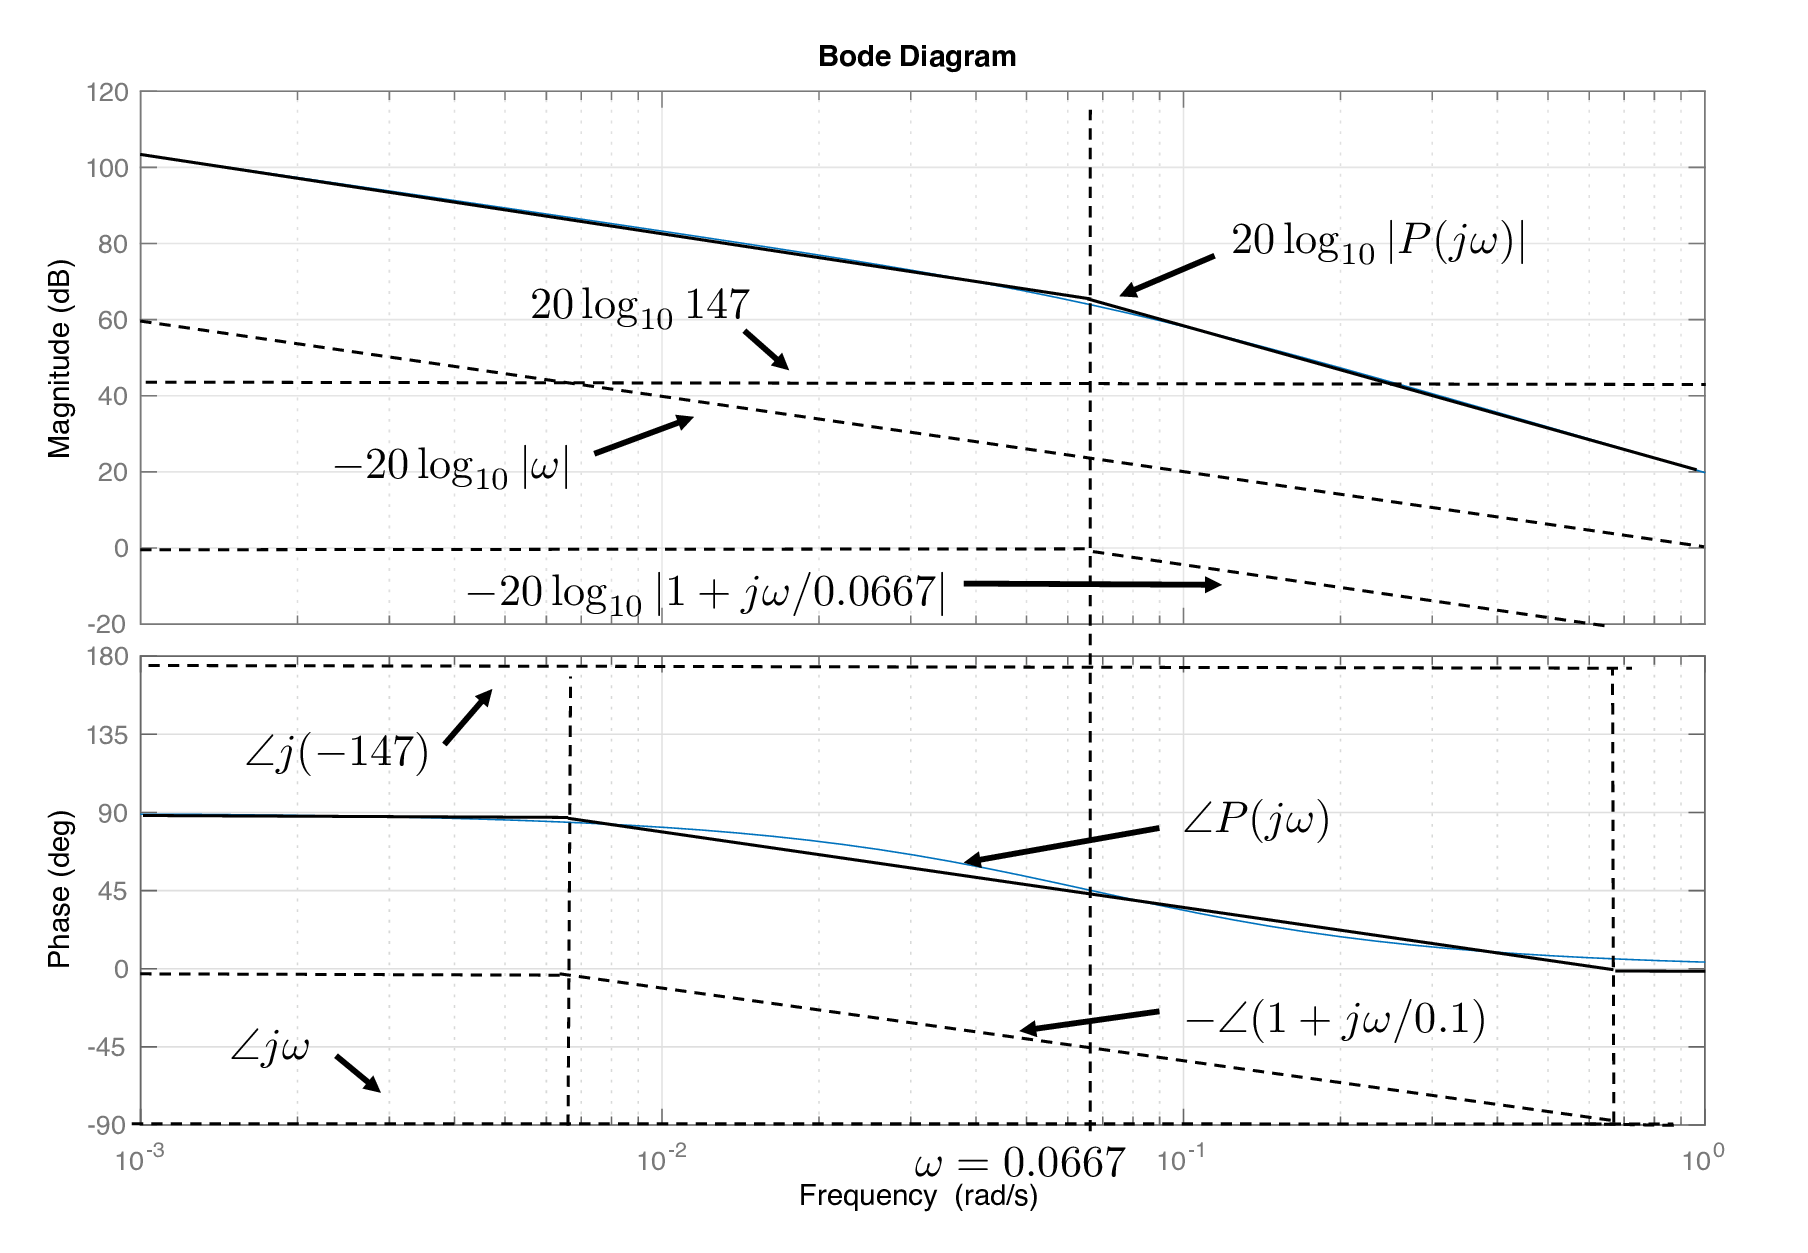 Bode Diagram
120
100
80
60
40
20
0
-20
Magnitude (dB)
20 log₁₀ |P(jω)|
20 log₁₀ 147
−20 log₁₀ |ω|
−20 log₁₀ |1 + jω/0.0667|
180
135
90
45
0
-45
-90
Phase (deg)
∠j(−147)
∠P(jω)
−∠(1 + jω/0.1)
∠jω
10⁻³
10⁻²
ω = 0.0667
10⁻¹
10⁰
Frequency (rad/s)